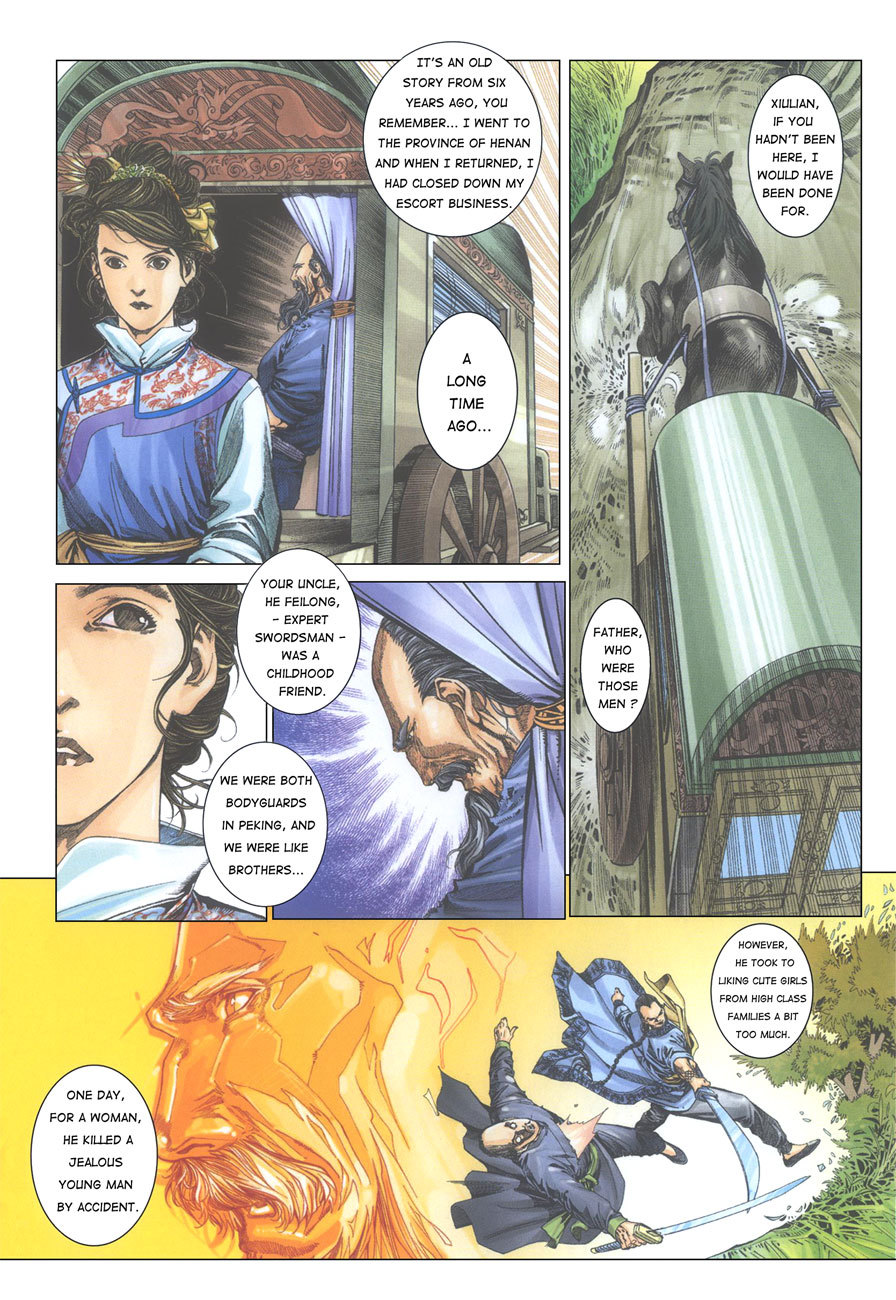 XIULIAN,
IF YOU
HADN'T BEEN
HERE, I
WOULD HAVE
BEEN DONE
FOR.
FATHER,
WHO
WERE
THOSE
MEN ?
IT'S AN OLD
STORY FROM SIX
YEARS AGO, YOU
REMEMBER... I WENT TO
THE PROVINCE OF HENAN
AND WHEN I RETURNED, I
HAD CLOSED DOWN MY
ESCORT BUSINESS.
A
LONG
TIME
AGO...
YOUR UNCLE,
HE FEILONG,
- EXPERT
SWORDSMAN -
WAS A
CHILDHOOD
FRIEND.
WE WERE BOTH
BODYGUARDS
IN PEKING, AND
WE WERE LIKE
BROTHERS...
HOWEVER,
HE TOOK TO
LIKING CUTE GIRLS
FROM HIGH CLASS
FAMILIES A BIT
TOO MUCH.
ONE DAY,
FOR A WOMAN,
HE KILLED A
JEALOUS
YOUNG MAN
BY ACCIDENT.